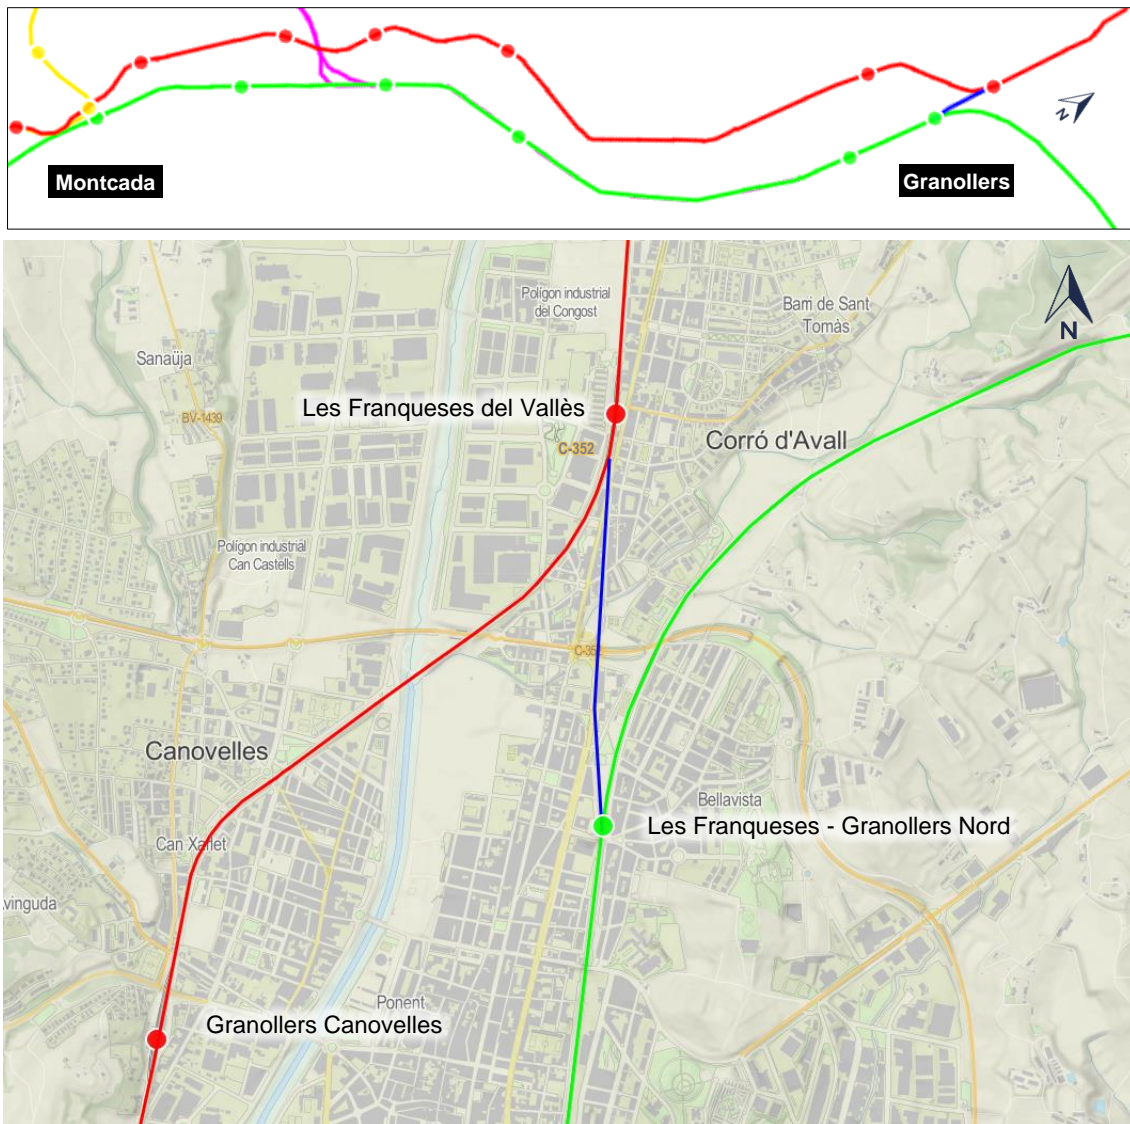 N
Montcada
Granollers
Polígon industrial
del Congost
Barri de Sant
Tomàs
N
Sanaüja
Les Franqueses del Vallès
BV-1439
C-352
Corró d'Avall
Polígon industrial
Can Castells
C-352
Canovelles
Bellavista
Les Franqueses - Granollers Nord
Can Xarlet
vinguda
Ponent
Granollers Canovelles